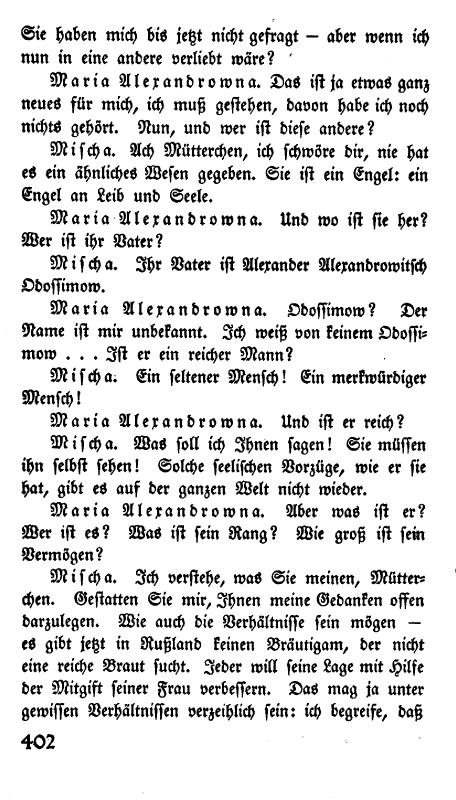 Sie haben mich bis jetzt nicht gefragt — aber wenn ich
nun in eine andere verliebt wäre?
Maria Alexandrowna. Das ist ja etwas ganz
neues für mich, ich muß gestehen, davon habe ich noch
nichts gehört. Nun, und wer ist diese andere?
Mischa. Ach Mütterchen, ich schwöre dir, nie hat
es ein ähnliches Wesen gegeben. Sie ist ein Engel: ein
Engel an Leib und Seele.
Maria Alexandrowna. Und wo ist sie her?
Wer ist ihr Vater?
Mischa. Ihr Vater ist Alexander Alexandrowitsch
Odossimow.
Maria Alexandrowna. Odossimow? Der
Name ist mir unbekannt. Ich weiß von keinem Odossi-
mow . . . Ist er ein reicher Mann?
Mischa. Ein seltener Mensch! Ein merkwürdiger
Mensch!
Maria Alexandrowna. Und ist er reich?
Mischa. Was soll ich Ihnen sagen! Sie müssen
ihn selbst sehen! Solche seelischen Vorzüge, wie er sie
hat, gibt es auf der ganzen Welt nicht wieder.
Maria Alexandrowna. Aber was ist er?
Wer ist es? Was ist sein Rang? Wie groß ist sein
Vermögen?
Mischa. Ich verstehe, was Sie meinen, Mütter-
chen. Gestatten Sie mir, Ihnen meine Gedanken offen
darzulegen. Wie auch die Verhältnisse sein mögen —
es gibt jetzt in Rußland keinen Bräutigam, der nicht
eine reiche Braut sucht. Jeder will seine Lage mit Hilfe
der Mitgift seiner Frau verbessern. Das mag ja unter
gewissen Verhältnissen verzeihlich sein: ich begreife, daß
402